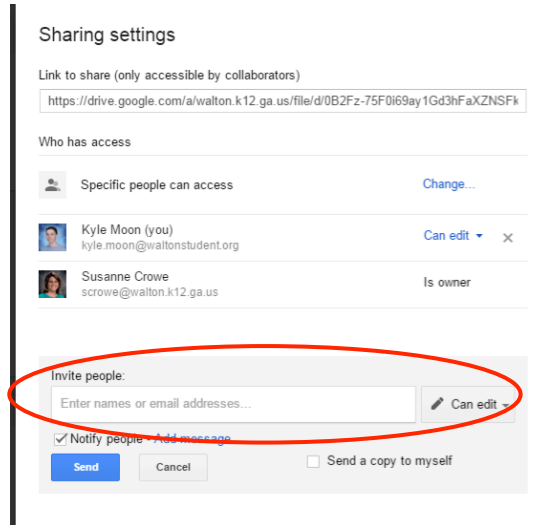 Sharing settings
Link to share (only accessible by collaborators)
https://drive.google.com/a/walton.k12.ga.us/file/d/0B2Fz-75F0i69ay1Gd3hFaXZNSFk
Who has access
Specific people can access Change...
Kyle Moon (you) Can edit
kyle.moon@waltonstudent.org
Susanne Crowe Is owner
scrowe@walton.k12.ga.us
Invite people:
Enter names or email addresses... Can edit
Notify people - Add message
Send Cancel Send a copy to myself